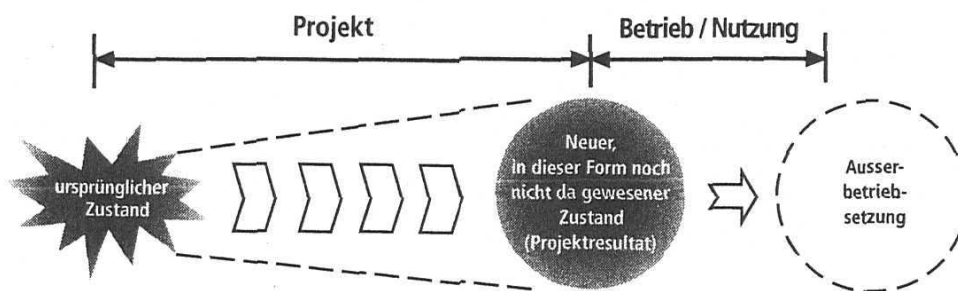 Projekt
Betrieb / Nutzung
ursprünglicher
Zustand
Neuer,
in dieser Form noch
nicht da gewesener
Zustand
(Projektresultat)
Ausser-
betrieb-
setzung